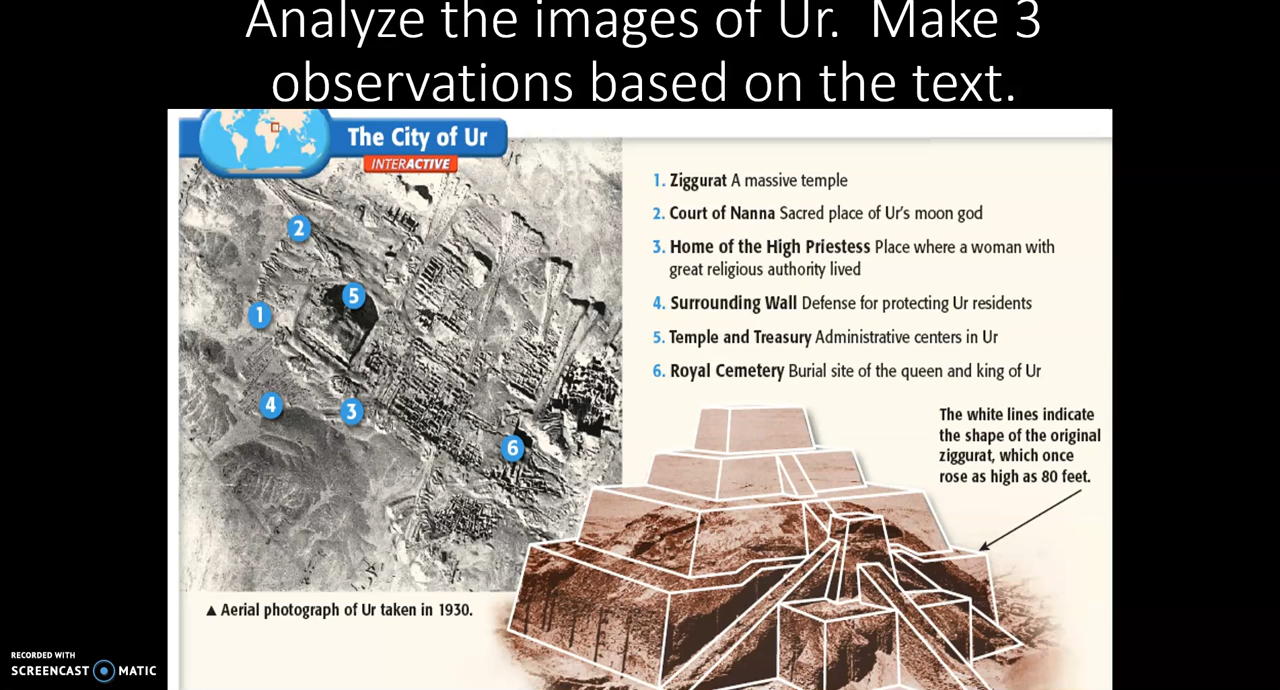 Analyze the images of Ur.  Make 3
observations based on the text.
The City of Ur
INTERACTIVE
2
5
1
4
3
6
1. Ziggurat A massive temple
2. Court of Nanna Sacred place of Ur's moon god
3. Home of the High Priestess Place where a woman with
great religious authority lived
4. Surrounding Wall Defense for protecting Ur residents
5. Temple and Treasury Administrative centers in Ur
6. Royal Cemetery Burial site of the queen and king of Ur
The white lines indicate
the shape of the original
ziggurat, which once
rose as high as 80 feet.
▲ Aerial photograph of Ur taken in 1930.
RECORDED WITH
SCREENCAST MATIC